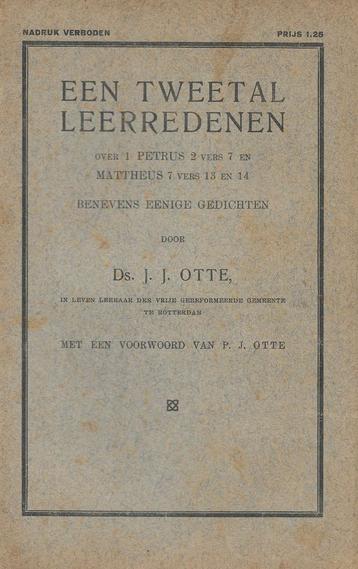 NADRUK VERBODEN PRIJS 1.25
EEN TWEETAL
LEERREDENEN
OVER 1 PETRUS 2 VERS 7 EN
MATTHEUS 7 VERS 13 EN 14
BENEVENS EENIGE GEDICHTEN
DOOR
Ds. J. J. OTTE,
IN LEVEN LEERAAR DER VRIJE GEREFORMEERDE GEMEENTE
TE ROTTERDAM
MET EEN VOORWOORD VAN P. J. OTTE